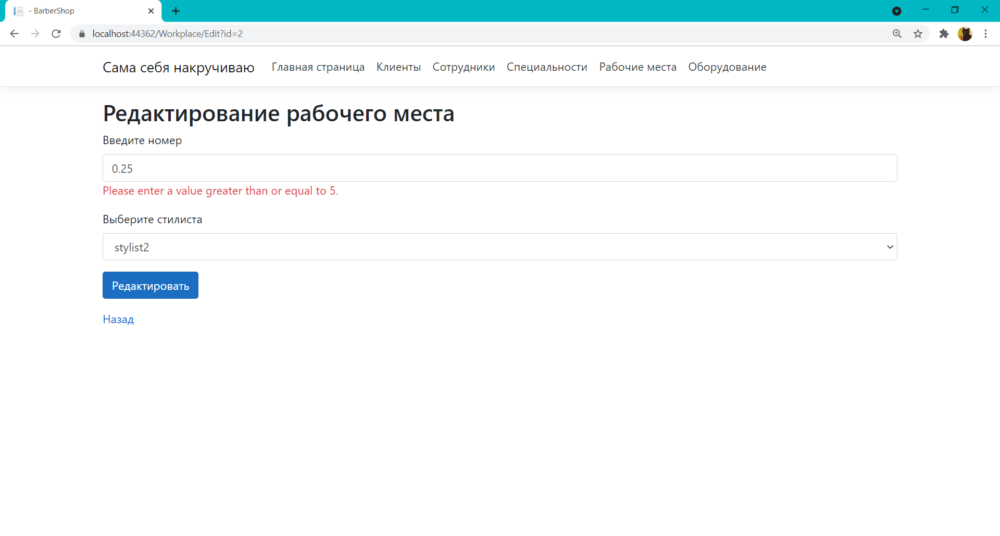 - BarberShop
localhost:44362/Workplace/Edit?id=2
Сама себя накручиваю Главная страница Клиенты Сотрудники Специальности Рабочие места Оборудование
Редактирование рабочего места
Введите номер
0.25
Please enter a value greater than or equal to 5.
Выберите стилиста
stylist2
Редактировать
Назад